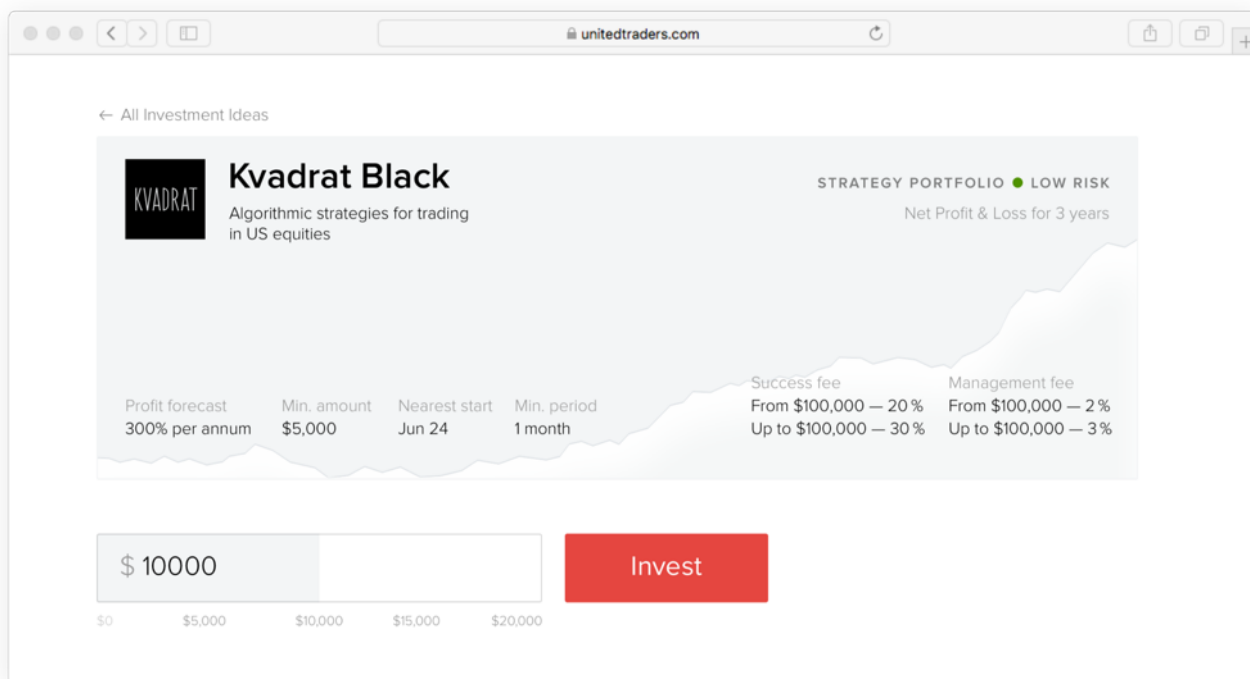 unitedtraders.com
← All Investment Ideas
KVADRAT
Kvadrat Black
Algorithmic strategies for trading
in US equities
STRATEGY PORTFOLIO ● LOW RISK
Net Profit & Loss for 3 years
Profit forecast
300% per annum
Min. amount
$5,000
Nearest start
Jun 24
Min. period
1 month
Success fee
From $100,000 — 20 %
Up to $100,000 — 30 %
Management fee
From $100,000 — 2 %
Up to $100,000 — 3 %
$ 10000
Invest
$0 $5,000 $10,000 $15,000 $20,000